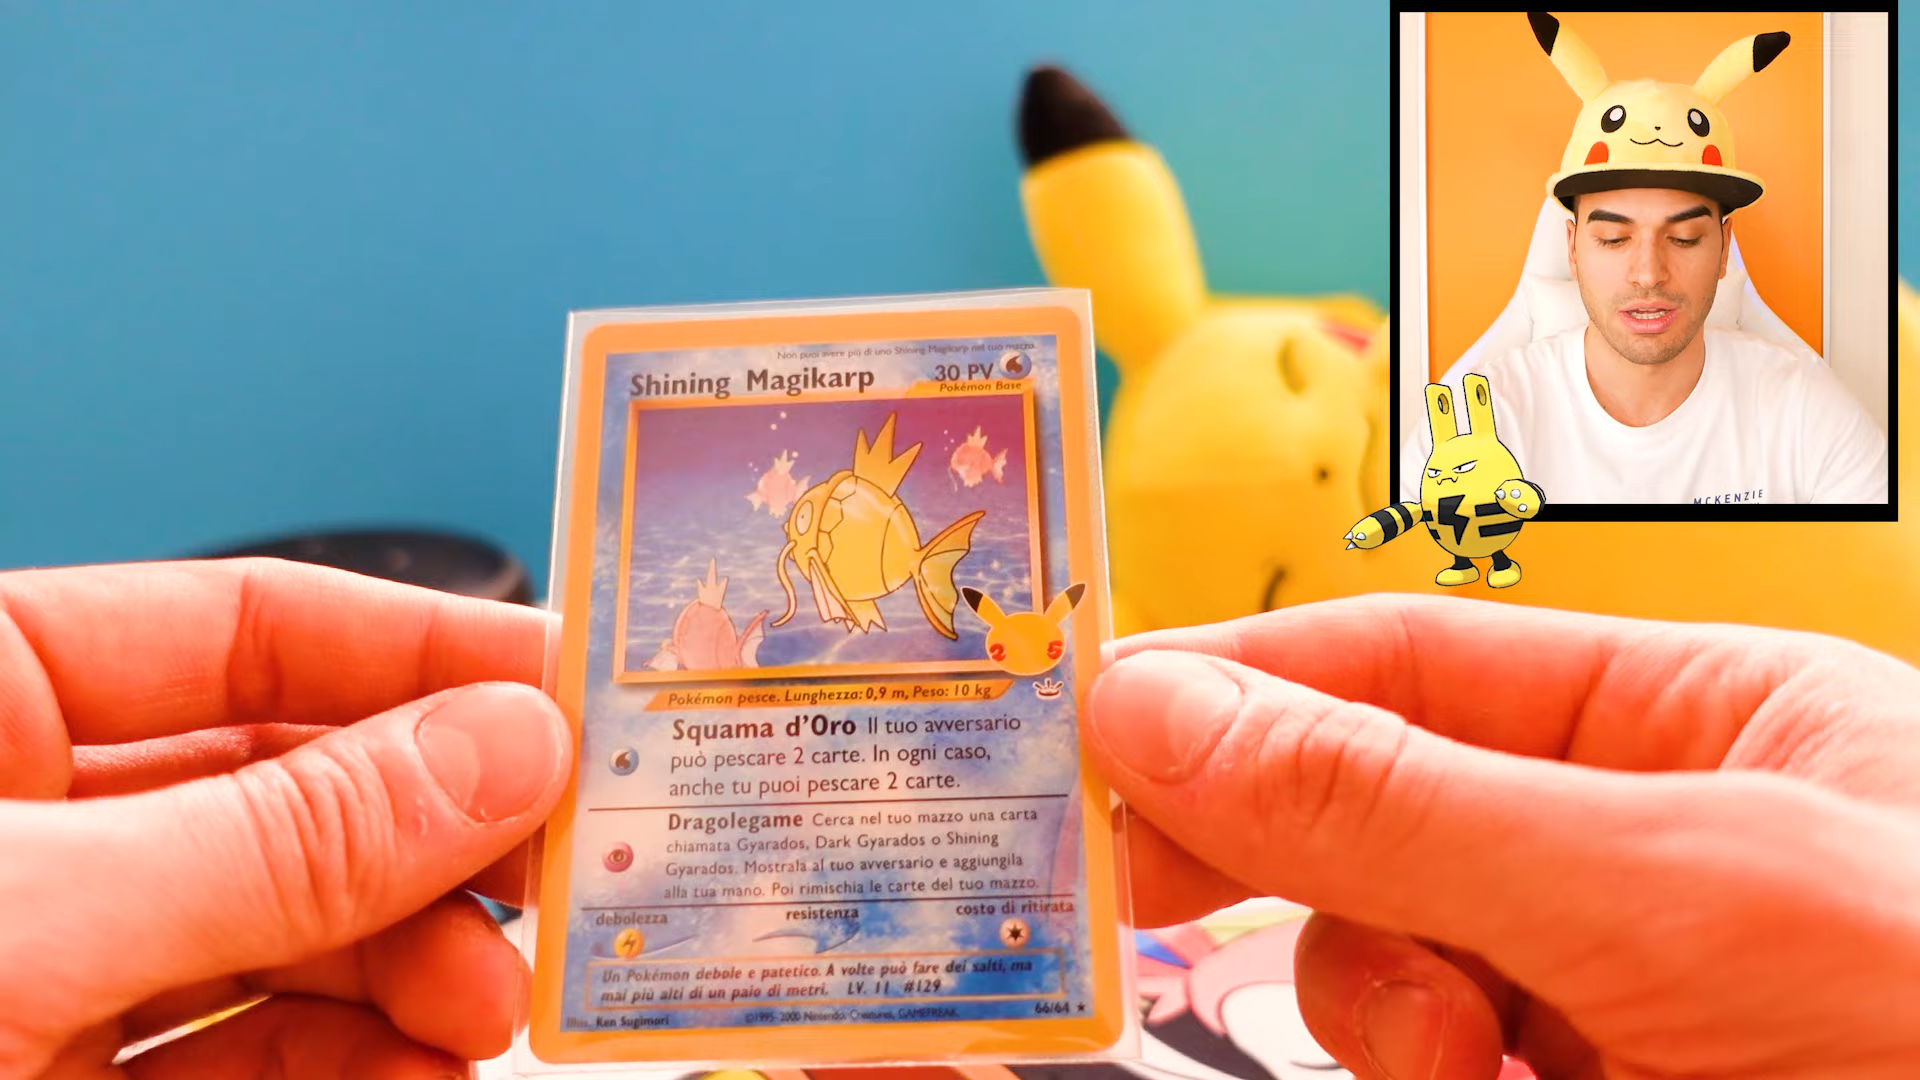 Non puoi avere più di uno Shining Magikarp nel tuo mazzo.
Shining Magikarp 30 PV
Pokémon Base
2 5
Pokémon pesce. Lunghezza: 0,9 m, Peso: 10 kg
Squama d'Oro Il tuo avversario
può pescare 2 carte. In ogni caso,
anche tu puoi pescare 2 carte.
Dragolegame Cerca nel tuo mazzo una carta
chiamata Gyarados, Dark Gyarados o Shining
Gyarados. Mostrala al tuo avversario e aggiungila
alla tua mano. Poi rimischia le carte del tuo mazzo.
debolezza resistenza costo di ritirata
Un Pokémon debole e patetico. A volte può fare dei salti, ma
mai più alti di un paio di metri. LV. 11 #129
Illus. Ken Sugimori ©1995-2000 Nintendo, Creatures, GAMEFREAK. 66/64 ★
MCKENZIE